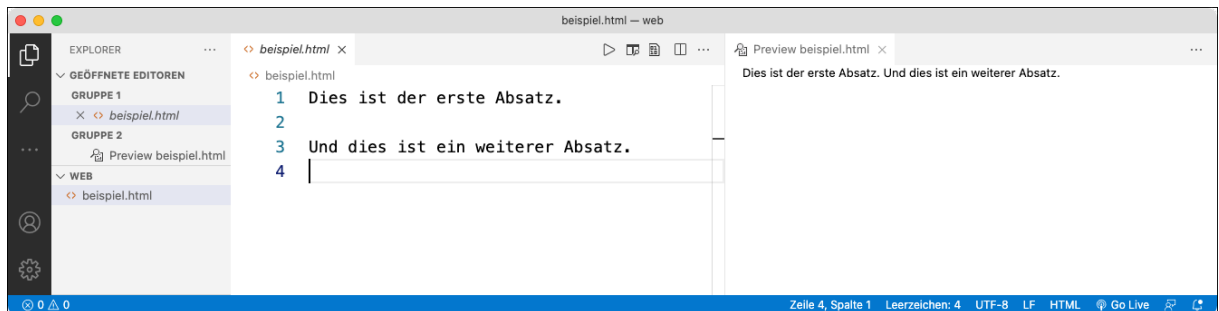 beispiel.html — web
EXPLORER ···
GEÖFFNETE EDITOREN
GRUPPE 1
beispiel.html
GRUPPE 2
Preview beispiel.html
WEB
beispiel.html
beispiel.html
beispiel.html
1 Dies ist der erste Absatz.
2
3 Und dies ist ein weiterer Absatz.
4
Preview beispiel.html
Dies ist der erste Absatz. Und dies ist ein weiterer Absatz.
0 0
Zeile 4, Spalte 1 Leerzeichen: 4 UTF-8 LF HTML Go Live